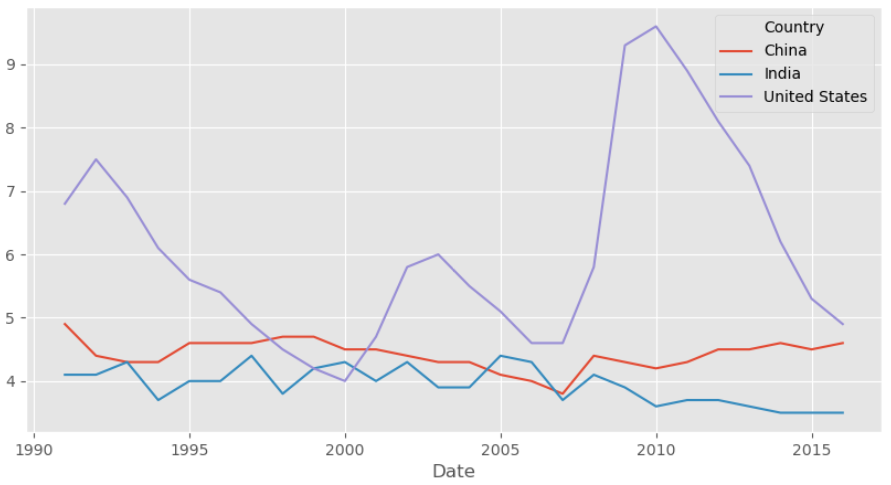 Country
China
India
United States
9
8
7
6
5
4
1990 1995 2000 2005 2010 2015
Date